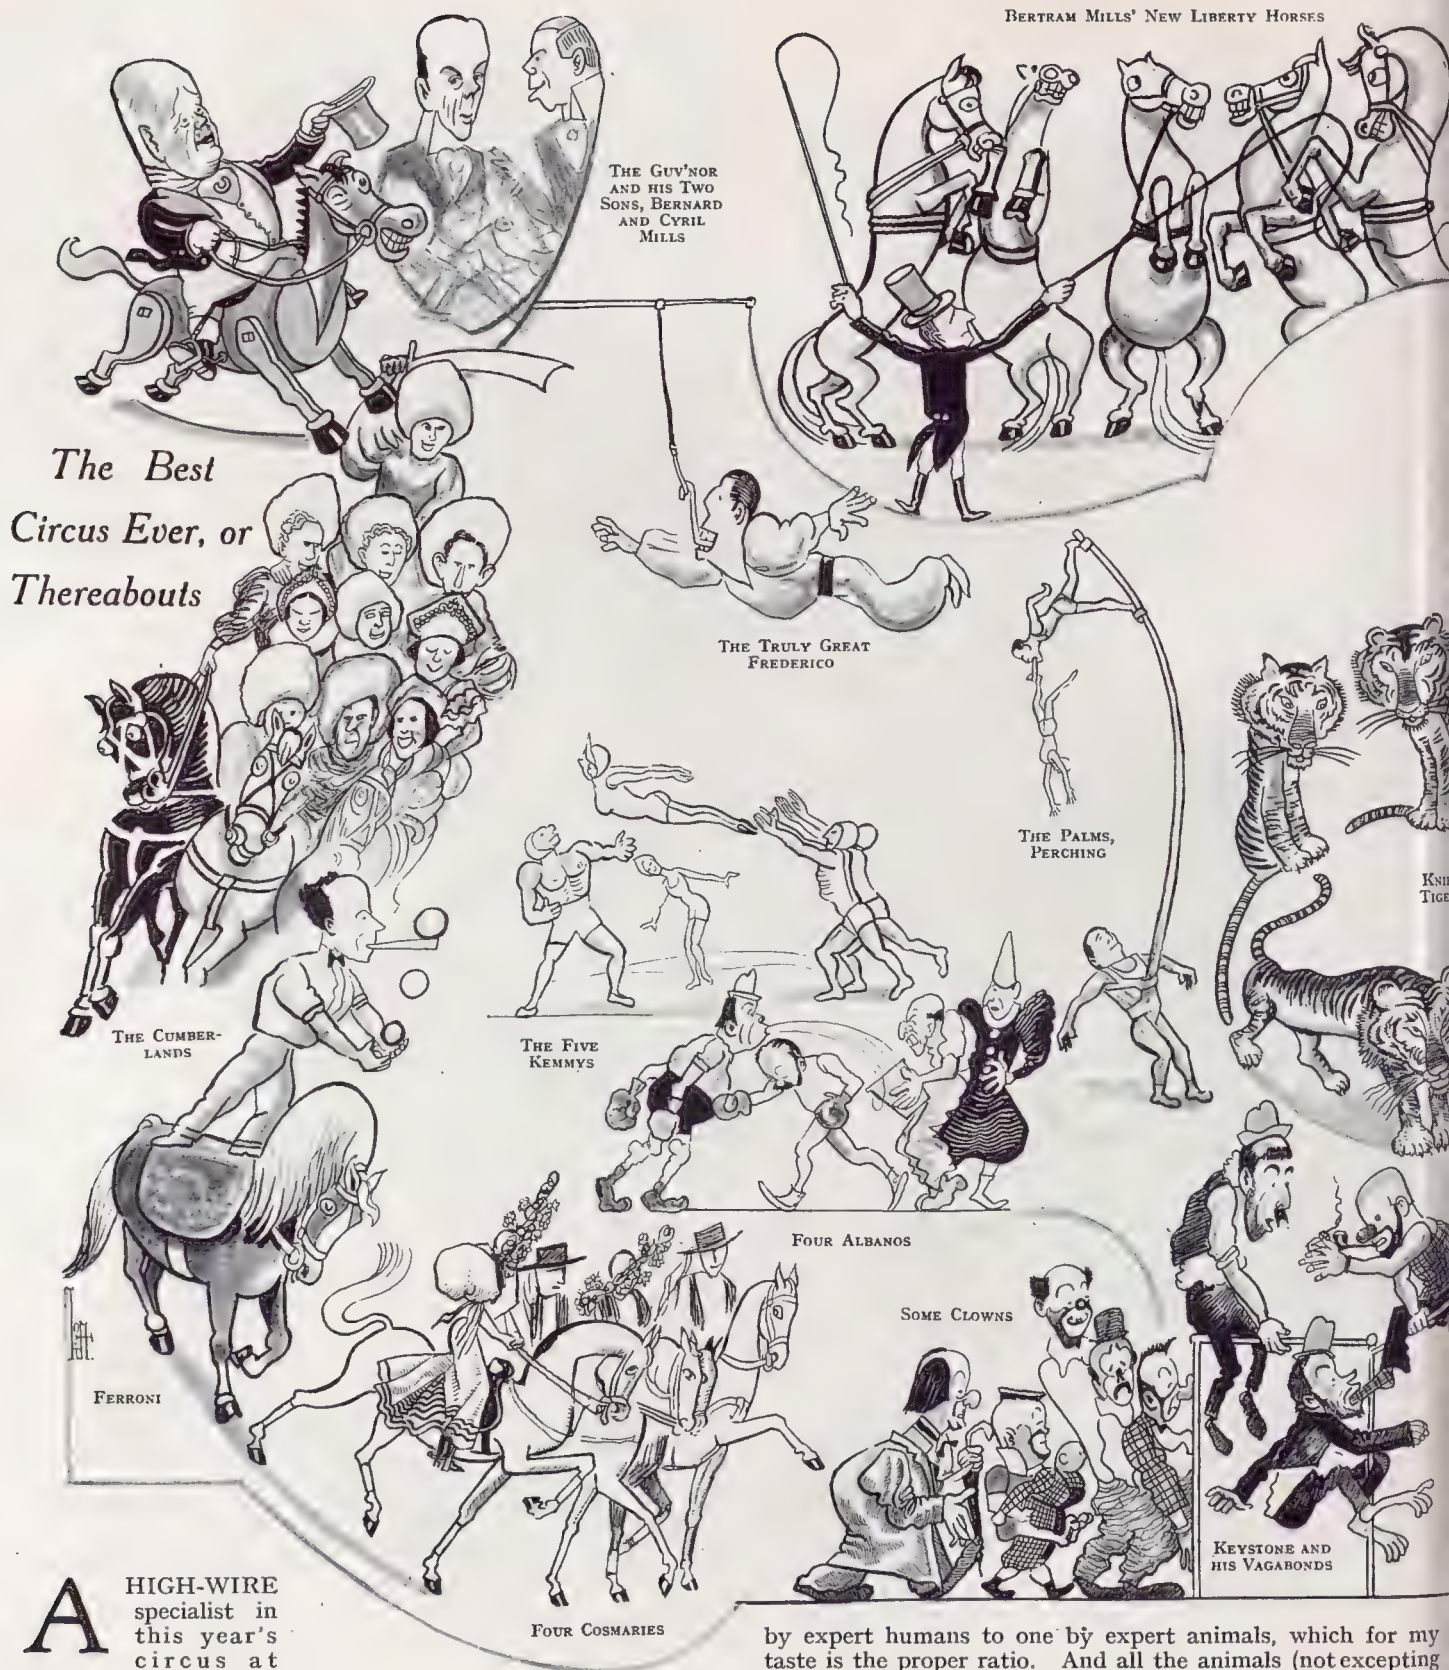 BERTRAM MILLS' NEW LIBERTY HORSES
THE GUV'NOR
AND HIS TWO
SONS, BERNARD
AND CYRIL
MILLS
The Best
Circus Ever, or
Thereabouts
THE TRULY GREAT
FREDERICO
THE PALMS,
PERCHING
THE CUMBER-
LANDS
THE FIVE
KEMMYS
FOUR ALBANOS
SOME CLOWNS
FERRONI
KEYSTONE AND
HIS VAGABONDS
FOUR COSMARIES
A HIGH-WIRE
specialist in
this year's
circus at
by expert humans to one by expert animals, which for my
taste is the proper ratio. And all the animals (not excepting